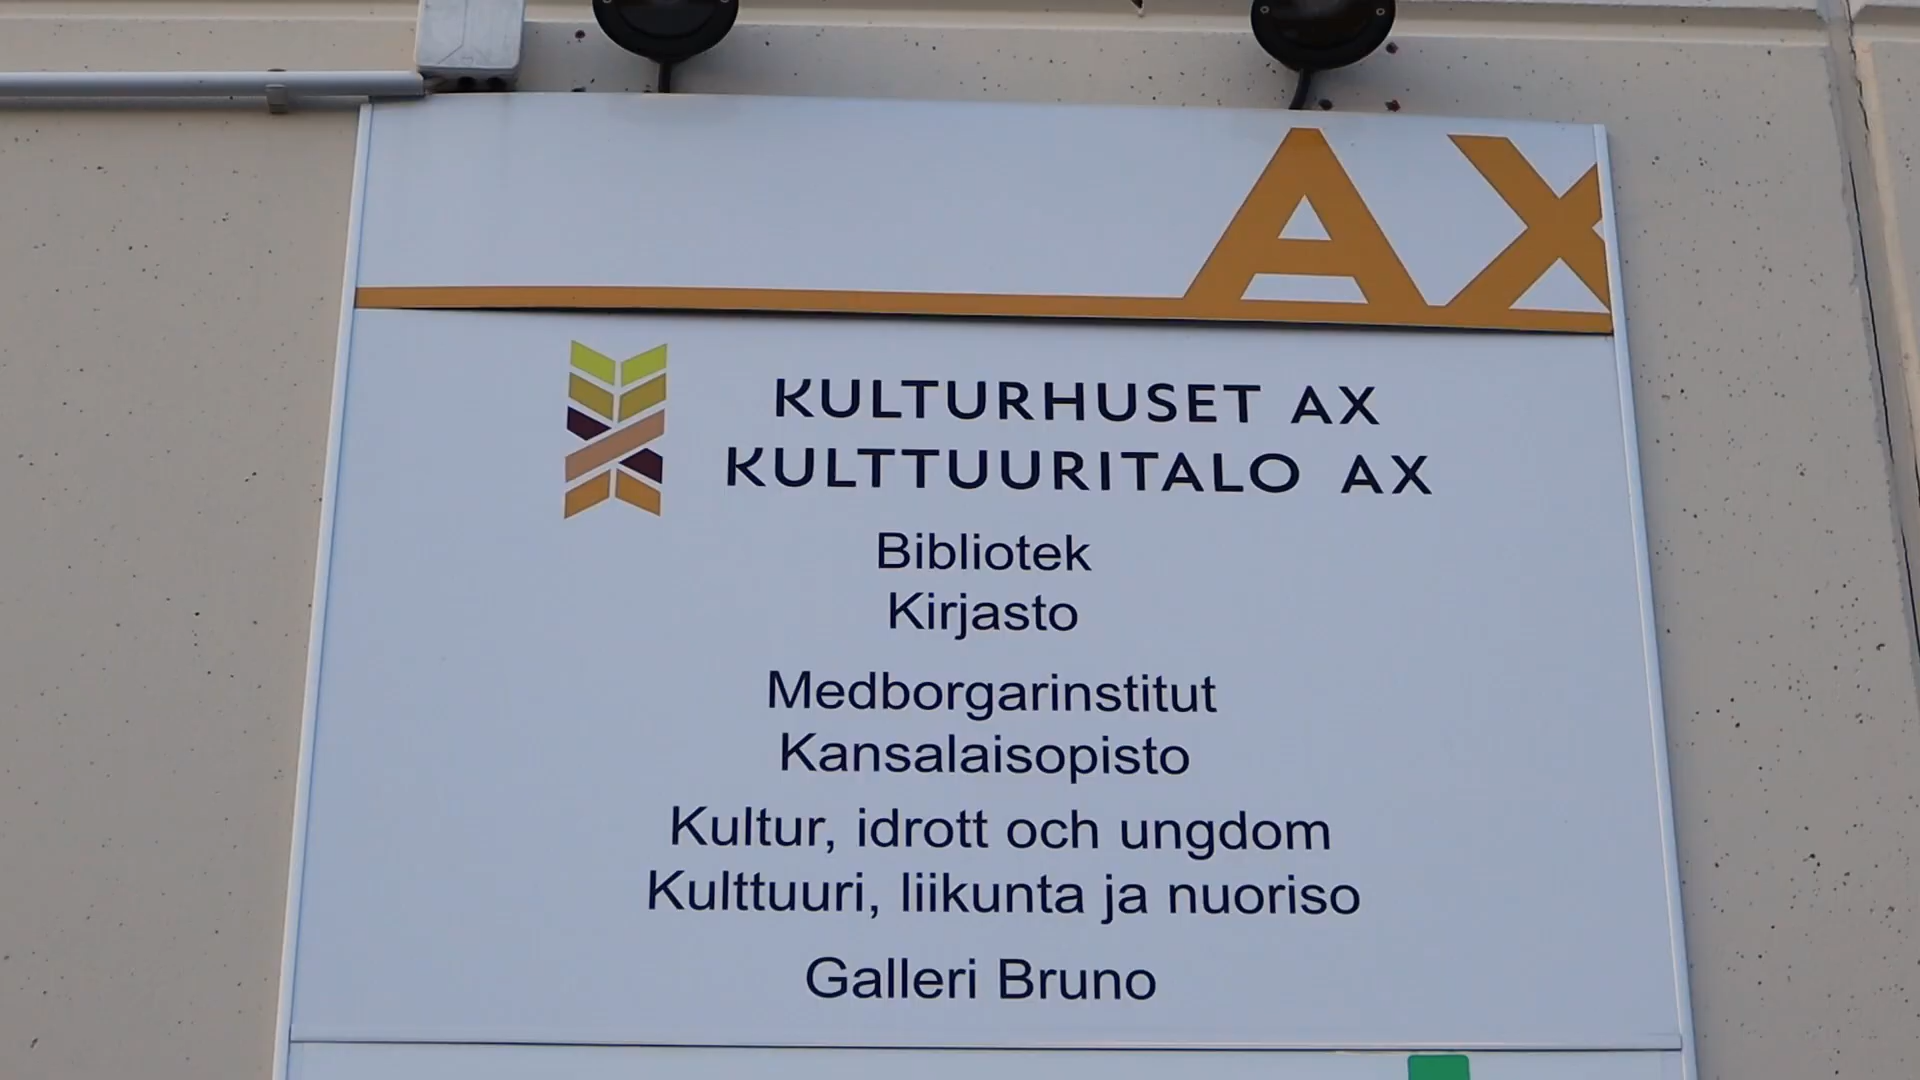 AX
KULTURHUSET AX
KULTTUURITALO AX
Bibliotek
Kirjasto
Medborgarinstitut
Kansalaisopisto
Kultur, idrott och ungdom
Kulttuuri, liikunta ja nuoriso
Galleri Bruno